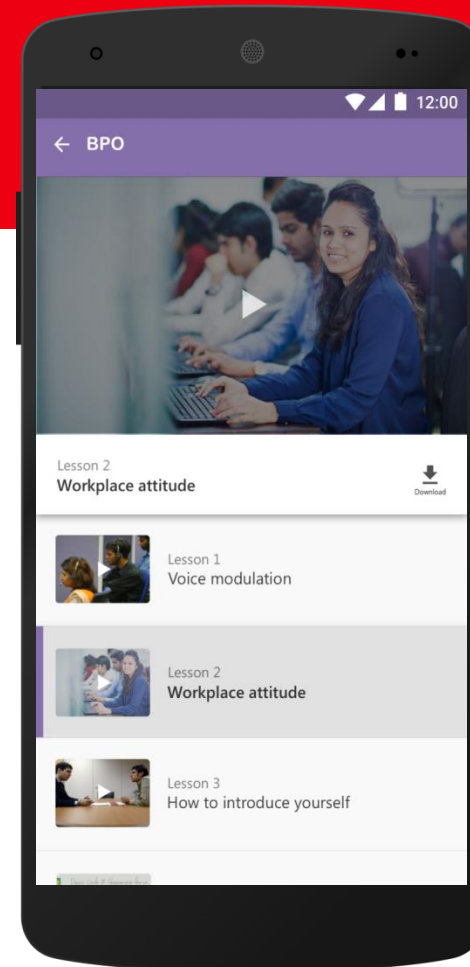 12:00
BPO
Lesson 2
Workplace attitude
Download
Lesson 1
Voice modulation
Lesson 2
Workplace attitude
Lesson 3
How to introduce yourself